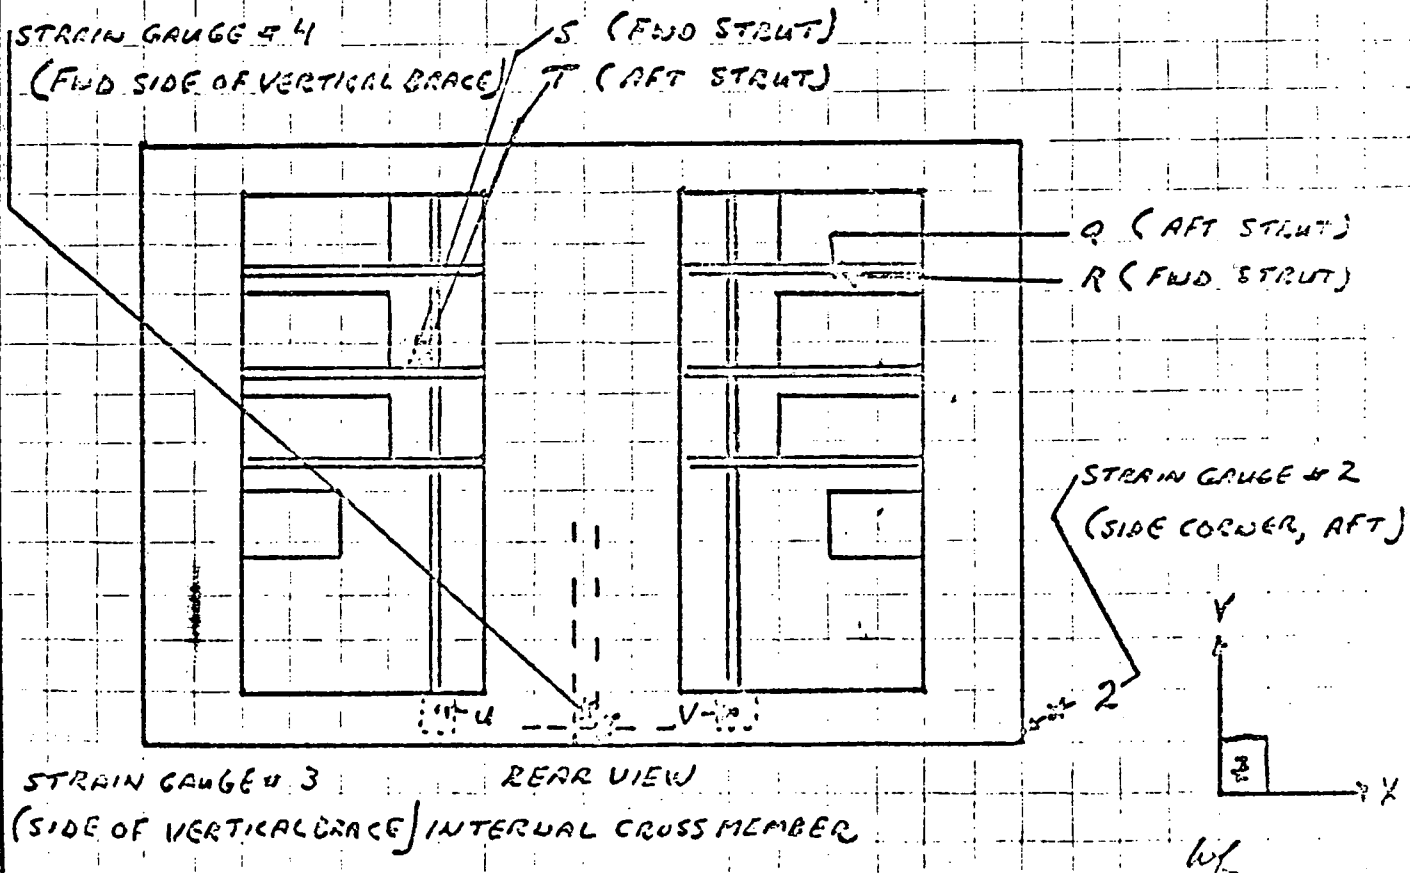 STRAIN GAUGE # 4
(FWD SIDE OF VERTICAL BRACE)
S (FWD STRUT)
T (AFT STRUT)
Q (AFT STRUT)
R (FWD STRUT)
STRAIN GAUGE # 2
(SIDE CORNER, AFT)
Y
2
U
V
X
STRAIN GAUGE # 3
REAR VIEW
(SIDE OF VERTICAL BRACE) INTERNAL CROSS MEMBER